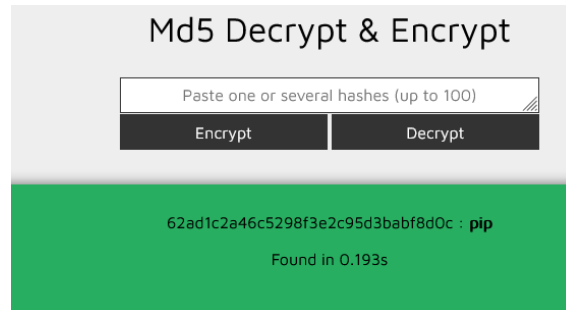 Md5 Decrypt & Encrypt
Paste one or several hashes (up to 100)
Encrypt Decrypt
62ad1c2a46c5298f3e2c95d3babf8d0c : pip
Found in 0.193s